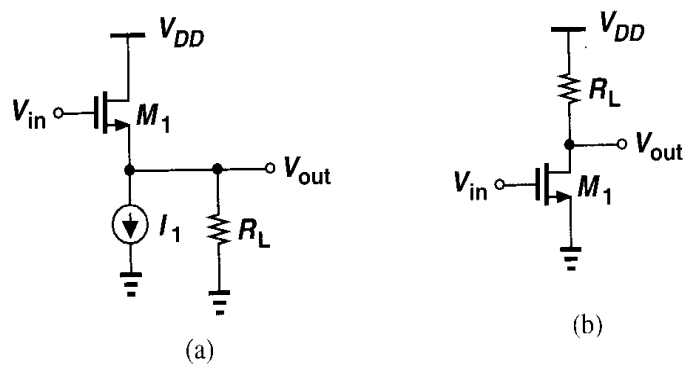 V_DD
V_in
M_1
V_out
I_1
R_L
(a)
V_DD
R_L
V_out
V_in
M_1
(b)